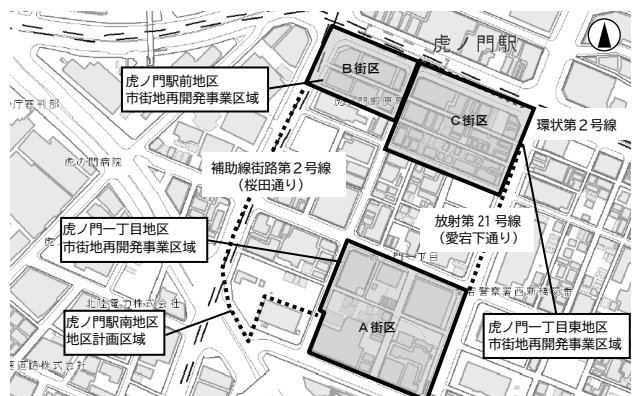 虎ノ門駅
B街区
虎ノ門駅前地区
市街地再開発事業区域
C街区
環状第2号線
虎の門病院
補助線街路第2号線
(桜田通り)
放射第21号線
(愛宕下通り)
虎ノ門一丁目地区
市街地再開発事業区域
北陸電力株式会社
A街区
虎ノ門駅南地区
地区計画区域
虎ノ門一丁目東地区
市街地再開発事業区域
道路株式会社